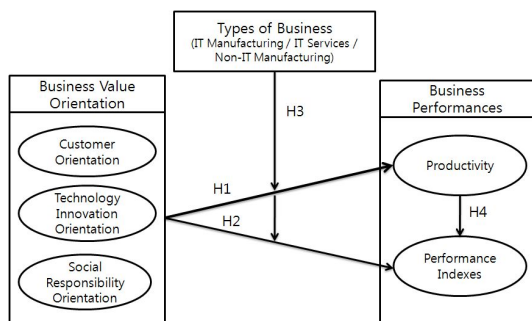 Types of Business
(IT Manufacturing / IT Services /
Non-IT Manufacturing)
Business Value
Orientation
Customer
Orientation
Technology
Innovation
Orientation
Social
Responsibility
Orientation
H3
H1
H2
Business
Performances
Productivity
H4
Performance
Indexes